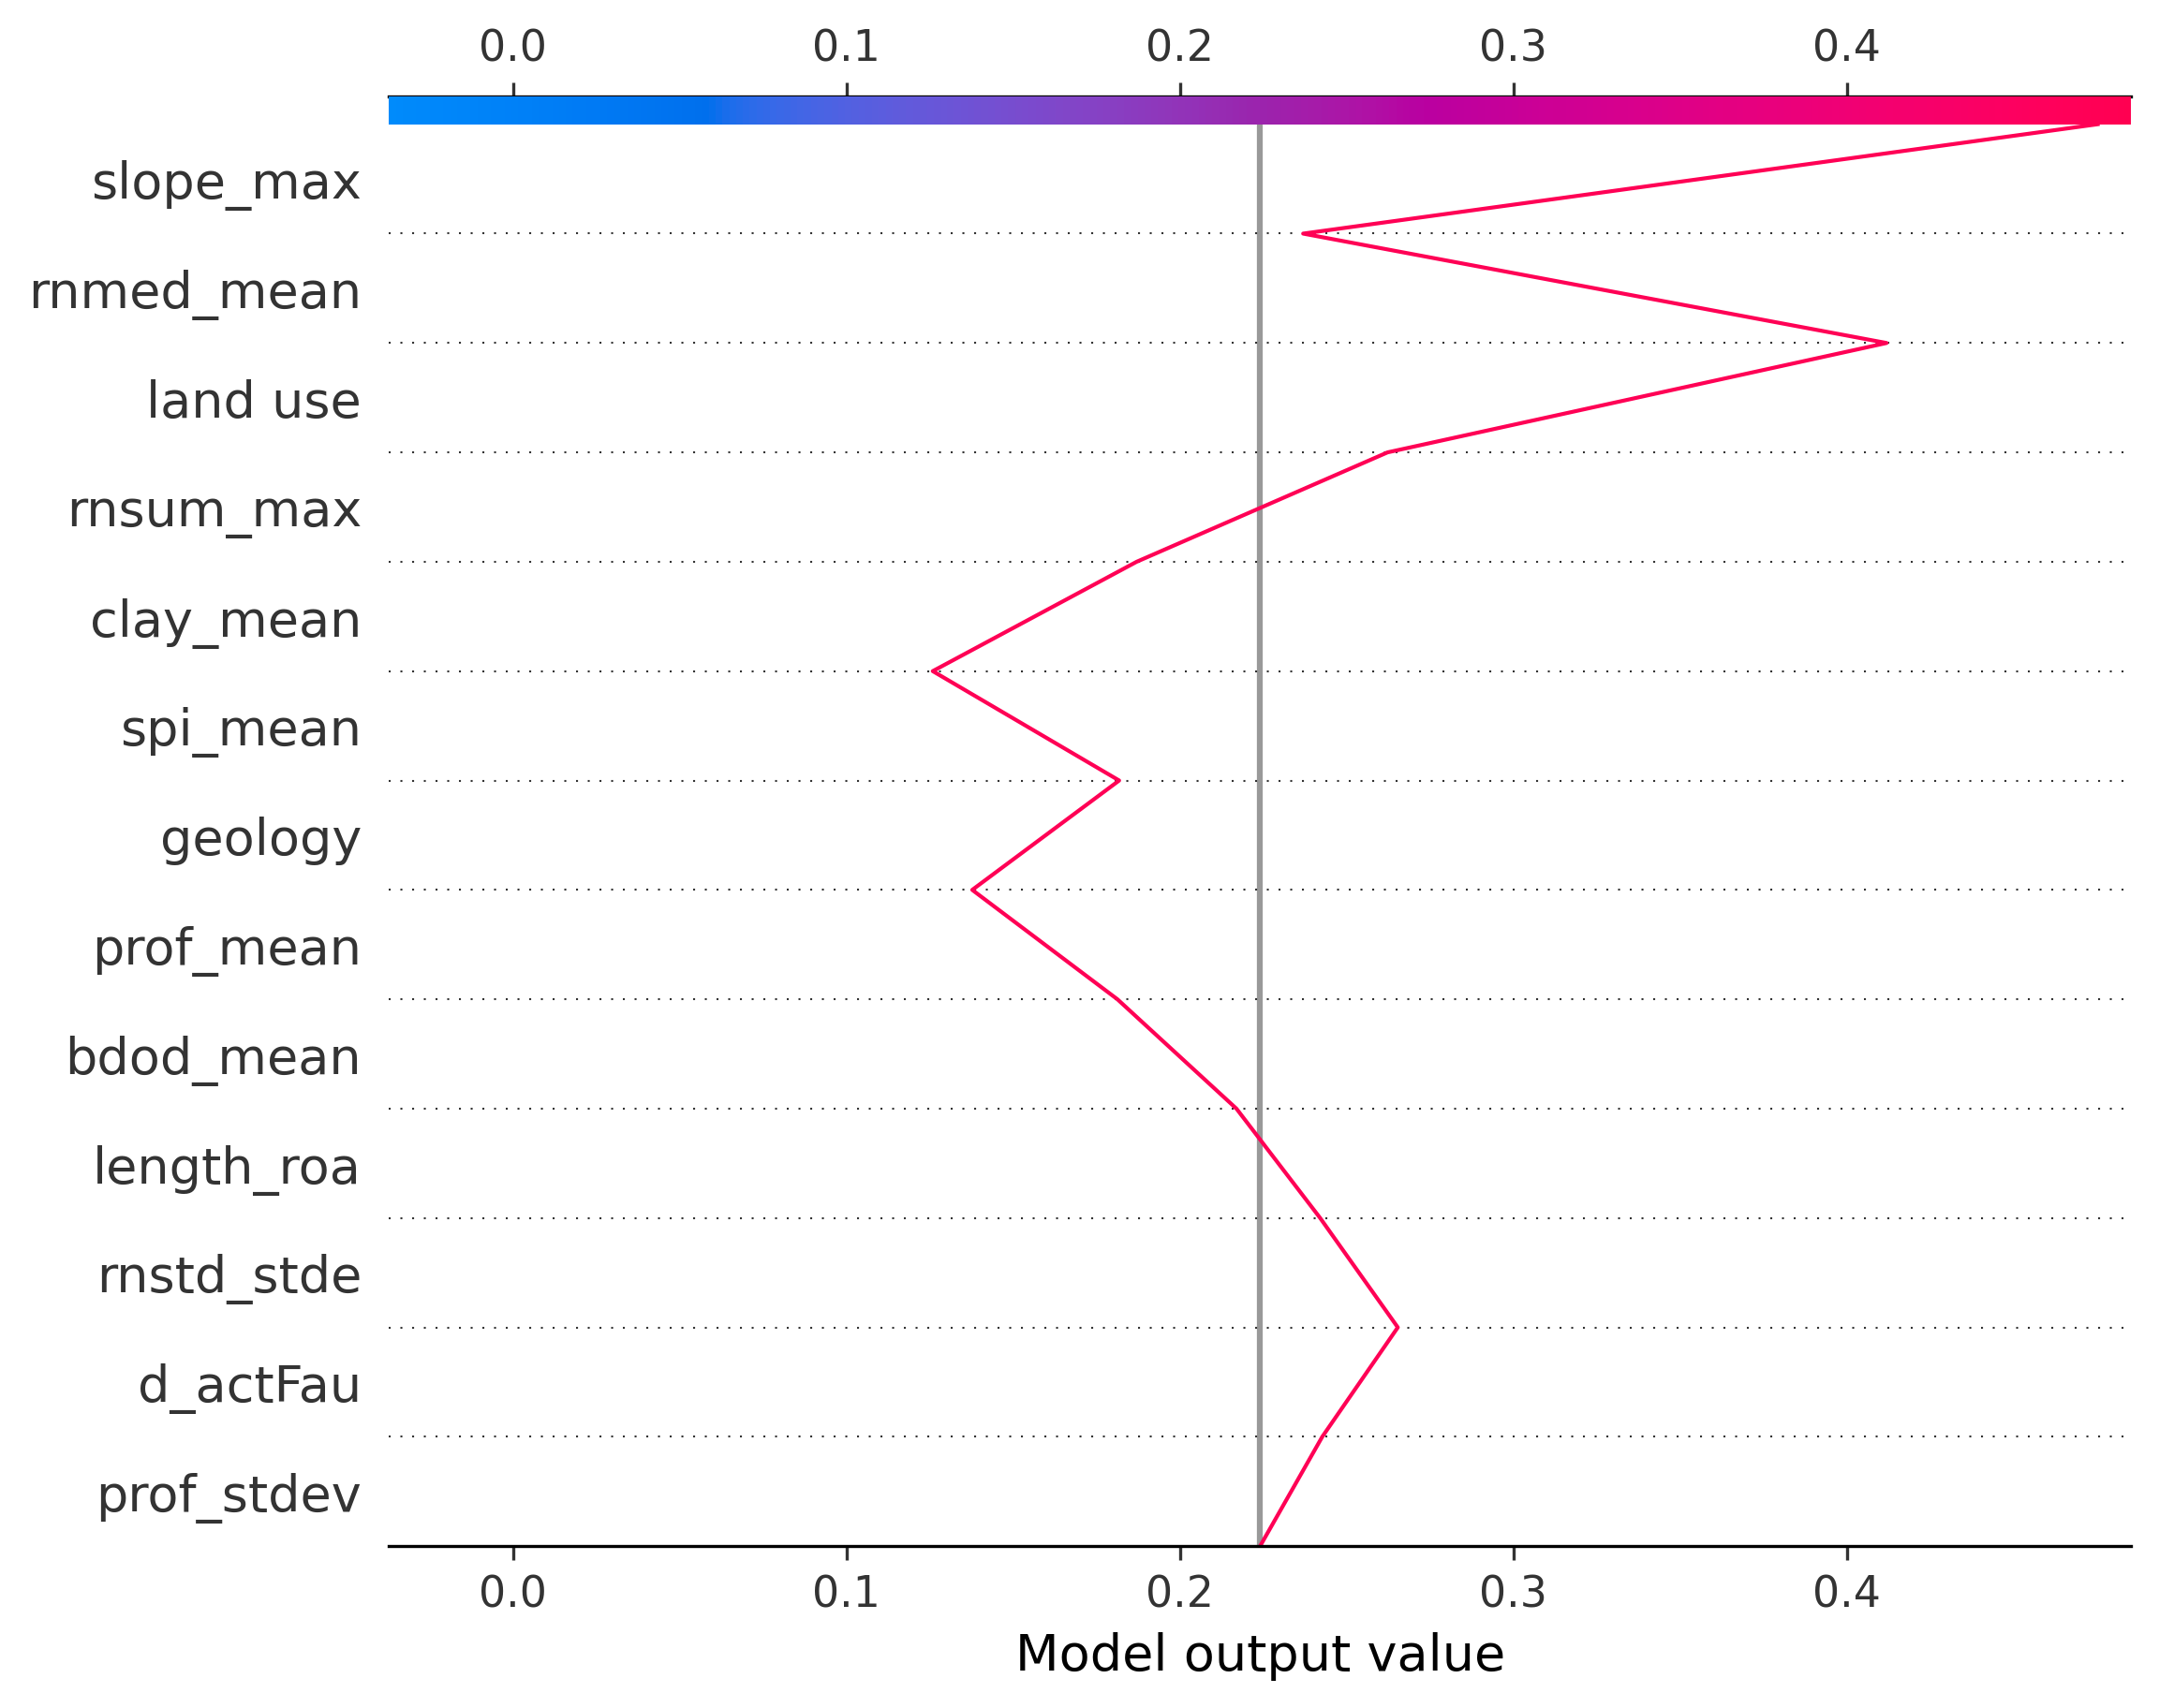 0.0 0.1 0.2 0.3 0.4
slope_max
rnmed_mean
land use
rnsum_max
clay_mean
spi_mean
geology
prof_mean
bdod_mean
length_roa
rnstd_stde
d_actFau
prof_stdev
0.0 0.1 0.2 0.3 0.4
Model output value